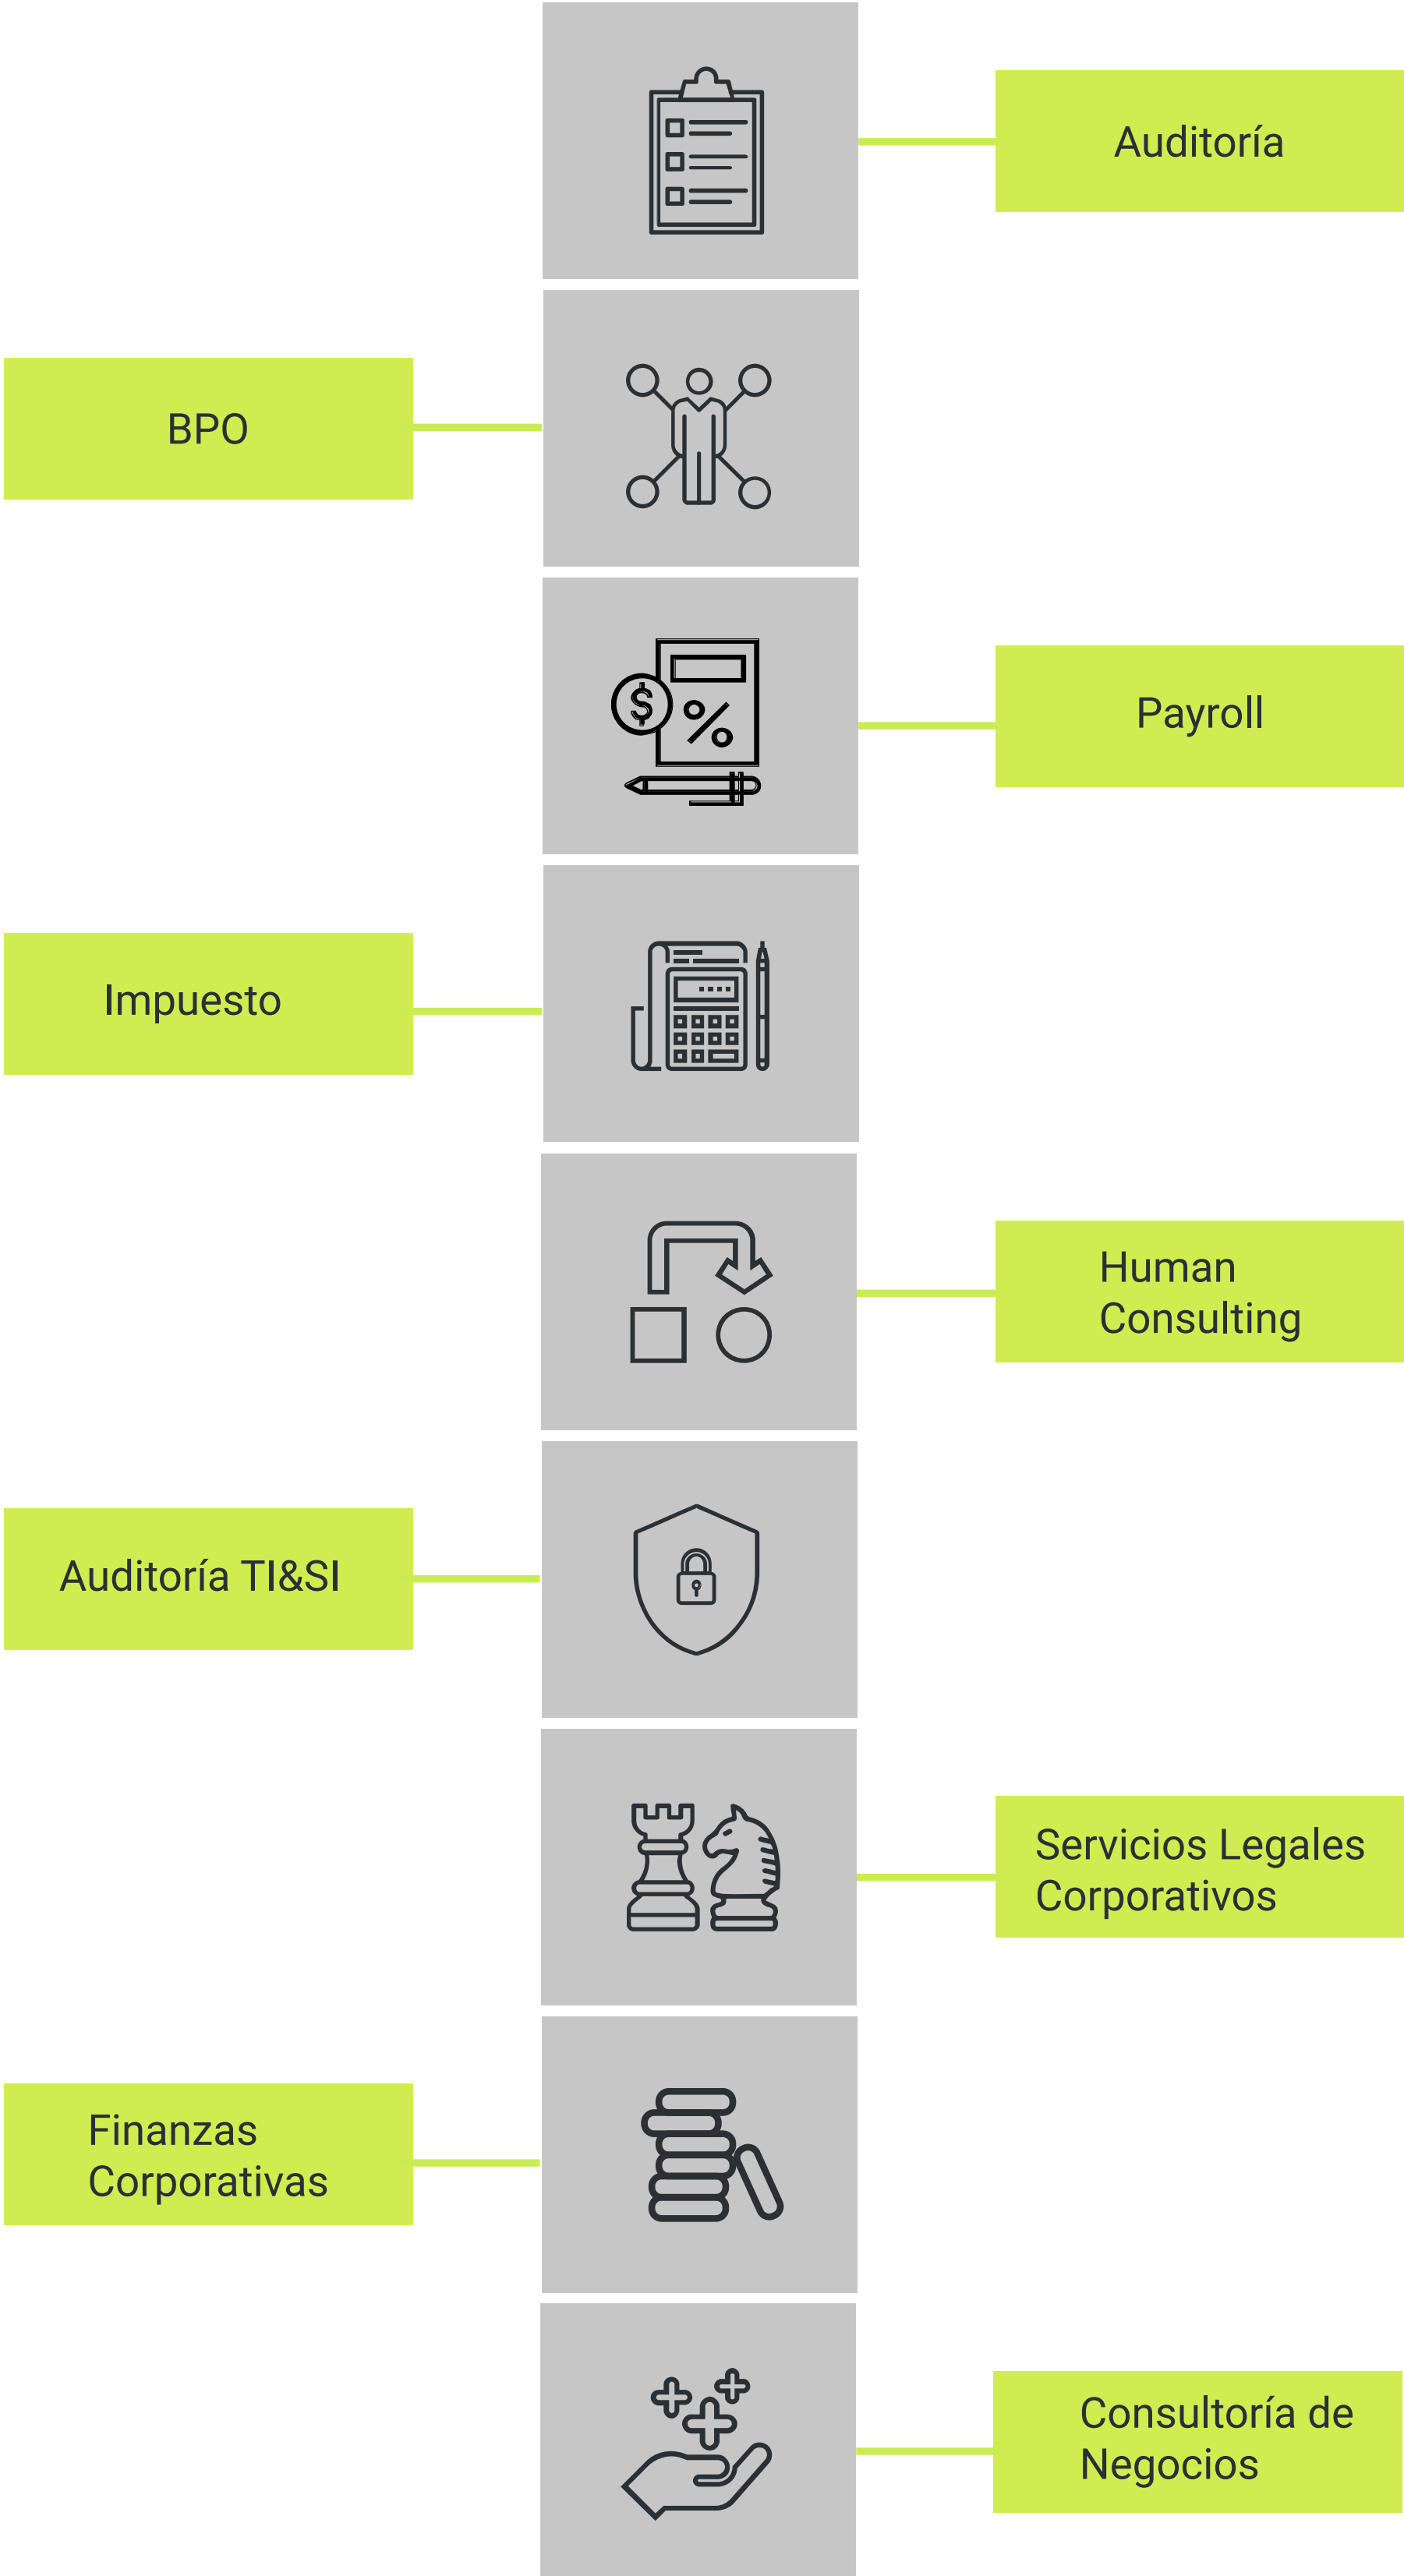 Auditoría
BPO
Payroll
Impuesto
Human
Consulting
Auditoría TI&SI
Servicios Legales
Corporativos
Finanzas
Corporativas
Consultoría de
Negocios